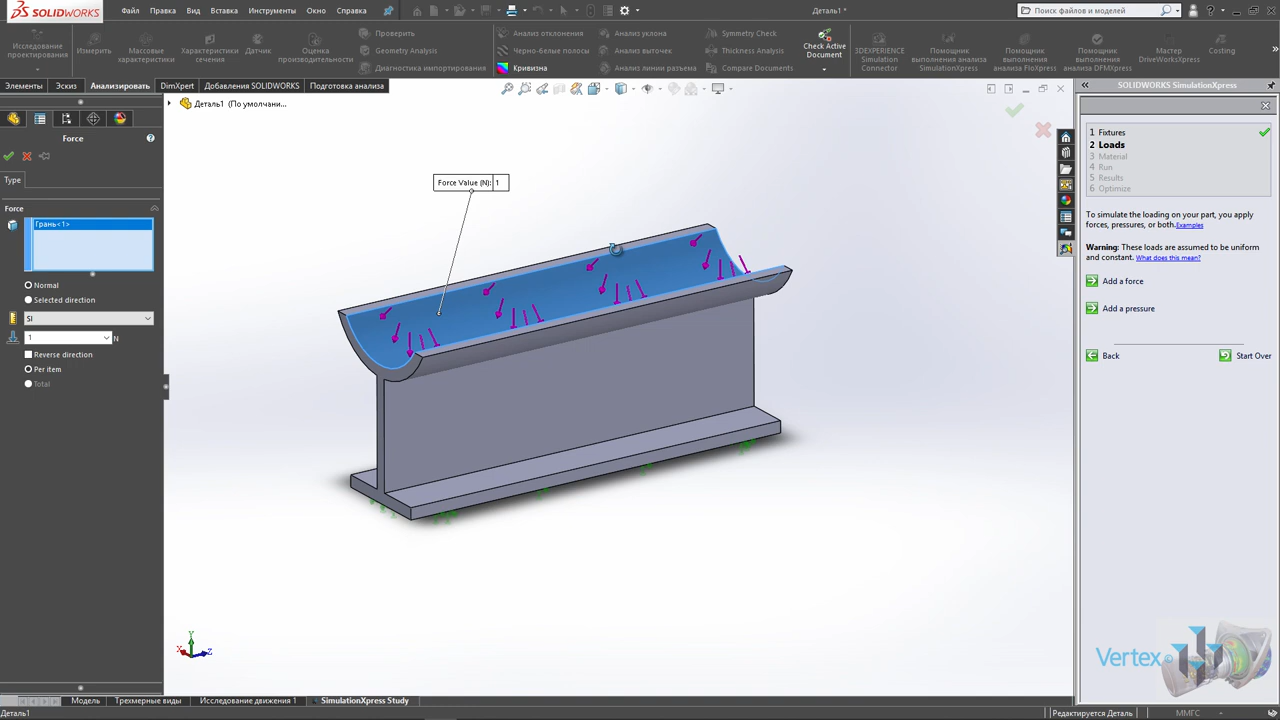 SOLIDWORKS
Файл Правка Вид Вставка Инструменты Окно Справка
Деталь1 *
Поиск файлов и моделей
Исследование
проектирования
Измерить
Массовые
характеристики
Характеристики
сечения
Датчик
Оценка
производительности
Проверить
Geometry Analysis
Диагностика импортирования
Анализ отклонения
Черно-белые полосы
Кривизна
Анализ уклона
Анализ выточек
Анализ линии разъема
Symmetry Check
Thickness Analysis
Compare Documents
Check Active
Document
3DEXPERIENCE
Simulation
Connector
Помощник
выполнения анализа
SimulationXpress
Помощник
выполнения
анализа FloXpress
Помощник
выполнения
анализа DFMXpress
Мастер
DriveWorksXpress
Costing
Элементы Эскиз Анализировать DimXpert Добавления SOLIDWORKS Подготовка анализа
SOLIDWORKS SimulationXpress
Деталь1 (По умолчани...
Force
Type
Force
Грань<1>
Normal
Selected direction
SI
1 N
Reverse direction
Per item
Total
Force Value (N): 1
1 Fixtures
2 Loads
3 Material
4 Run
5 Results
6 Optimize
To simulate the loading on your part, you apply
forces, pressures, or both. Examples
Warning: These loads are assumed to be uniform
and constant. What does this mean?
Add a force
Add a pressure
Back Start Over
Y
X Z
Vertex©
Модель Трехмерные виды Исследование движения 1 SimulationXpress Study
Деталь1 Редактируется Деталь ММГС